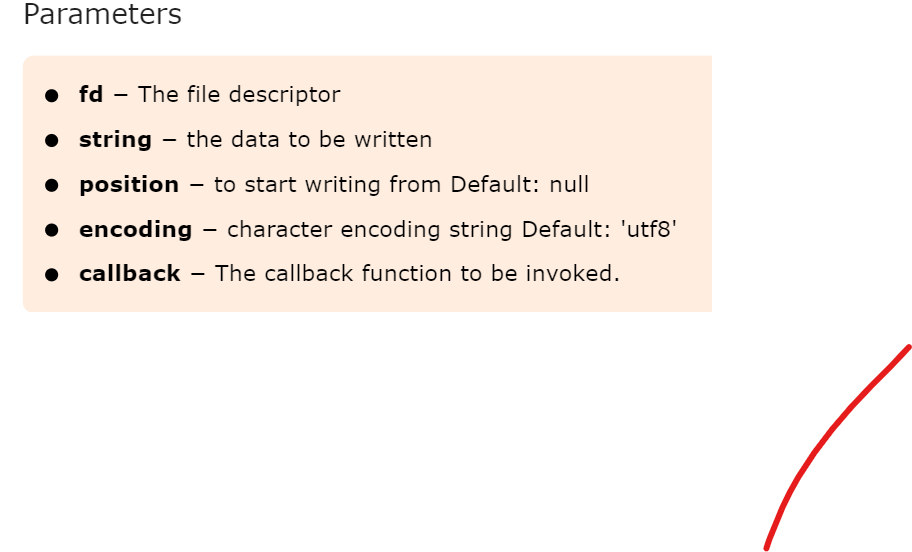 Parameters
● fd − The file descriptor
● string − the data to be written
● position − to start writing from Default: null
● encoding − character encoding string Default: 'utf8'
● callback − The callback function to be invoked.